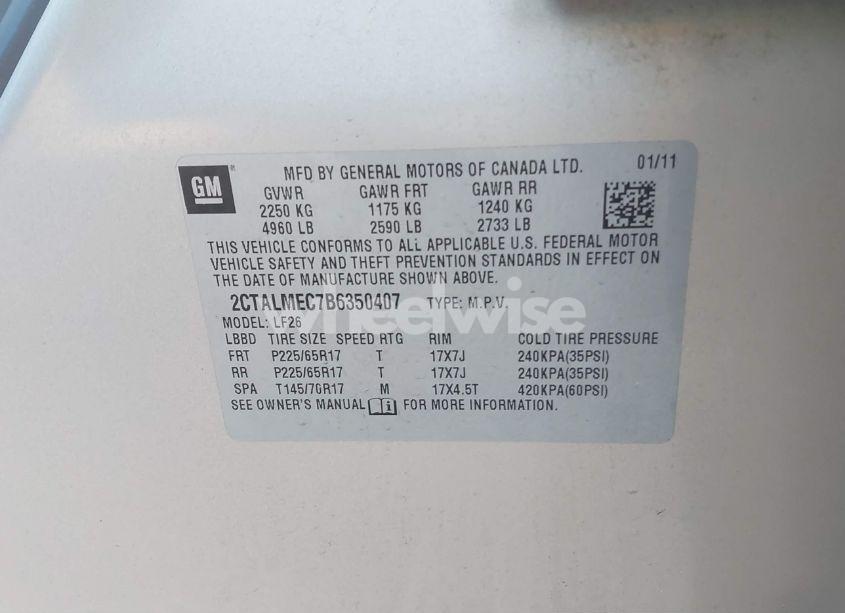 GM
MFD BY GENERAL MOTORS OF CANADA LTD. 01/11
GVWR GAWR FRT GAWR RR
2250 KG 1175 KG 1240 KG
4960 LB 2590 LB 2733 LB
THIS VEHICLE CONFORMS TO ALL APPLICABLE U.S. FEDERAL MOTOR
VEHICLE SAFETY AND THEFT PREVENTION STANDARDS IN EFFECT ON
THE DATE OF MANUFACTURE SHOWN ABOVE.
2CTALMEC7B6350407 TYPE: M.P.V.
wheelwise
MODEL: LF26
LBBD TIRE SIZE SPEED RTG RIM COLD TIRE PRESSURE
FRT P225/65R17 T 17X7J 240KPA(35PSI)
RR P225/65R17 T 17X7J 240KPA(35PSI)
SPA T145/70R17 M 17X4.5T 420KPA(60PSI)
SEE OWNER'S MANUAL FOR MORE INFORMATION.